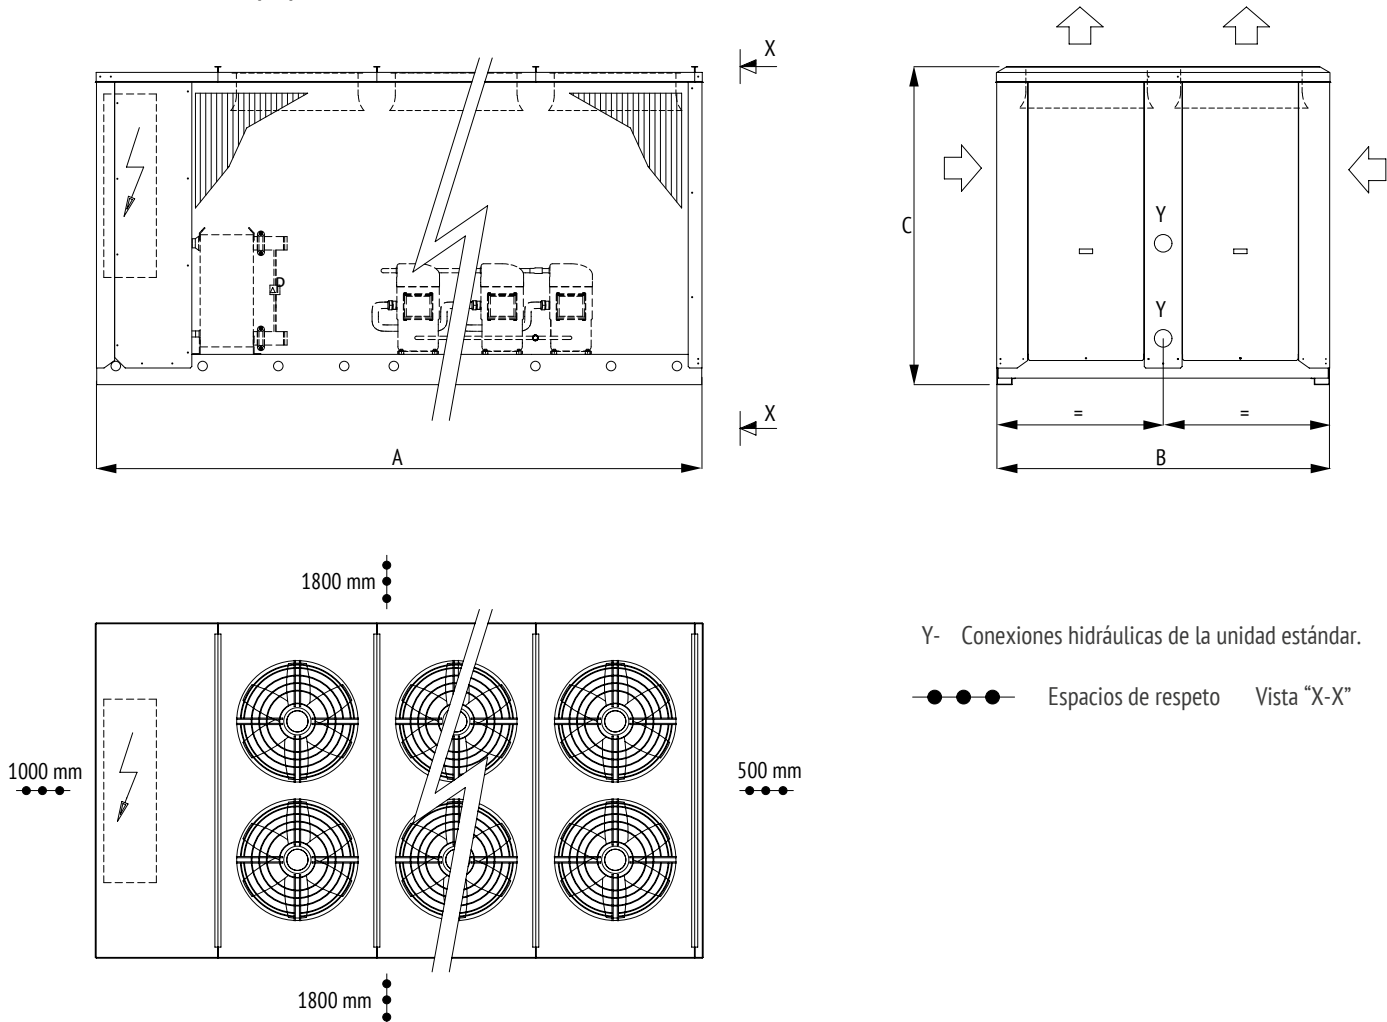 X
C
Y
Y
X
=
=
A
B
1800 mm
Y- Conexiones hidráulicas de la unidad estándar.
Espacios de respeto Vista “X-X”
1000 mm
500 mm
1800 mm